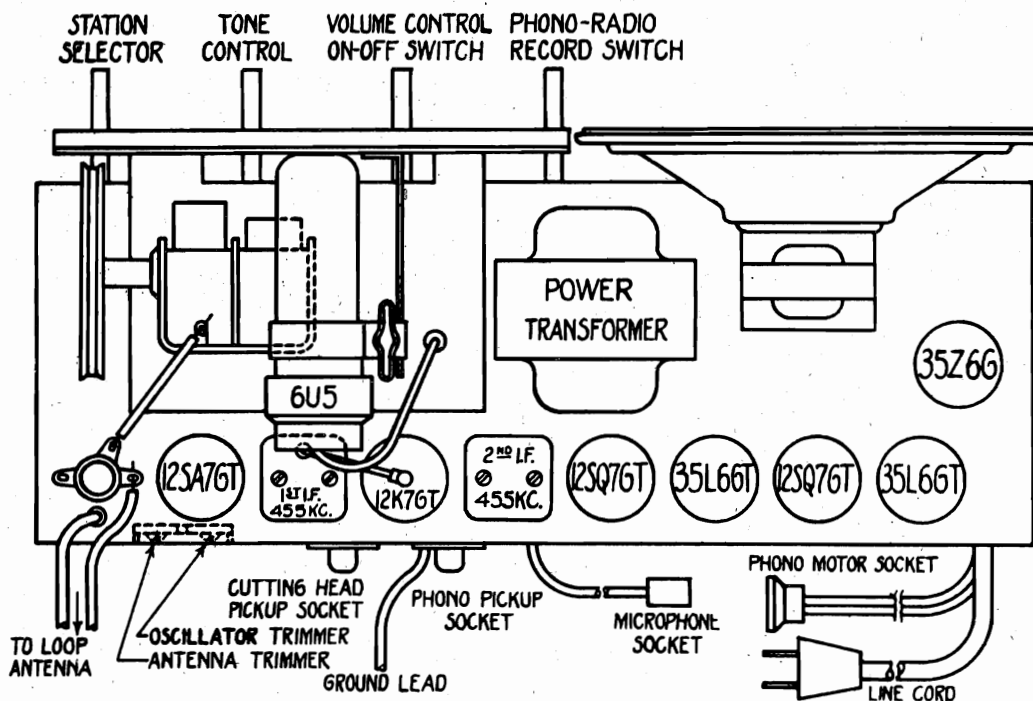 STATION
SELECTOR
TONE
CONTROL
VOLUME CONTROL
ON-OFF SWITCH
PHONO-RADIO
RECORD SWITCH
POWER
TRANSFORMER
35Z6G
6U5
12SA7GT
1ST I.F.
455KC.
12K7GT
2ND I.F.
455KC.
12SQ7GT
35L6GT
12SQ7GT
35L6GT
CUTTING HEAD
PICKUP SOCKET
PHONO PICKUP
SOCKET
MICROPHONE
SOCKET
PHONO MOTOR SOCKET
TO LOOP
ANTENNA
OSCILLATOR TRIMMER
ANTENNA TRIMMER
GROUND LEAD
LINE CORD